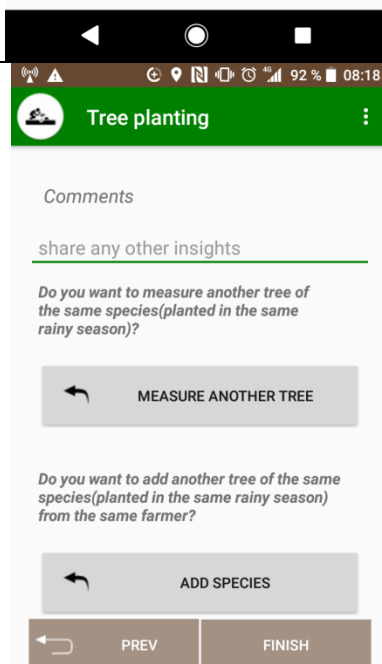 4G 92 % 08:18
Tree planting
Comments
share any other insights
Do you want to measure another tree of
the same species(planted in the same
rainy season)?
MEASURE ANOTHER TREE
Do you want to add another tree of the same
species(planted in the same rainy season)
from the same farmer?
ADD SPECIES
PREV FINISH